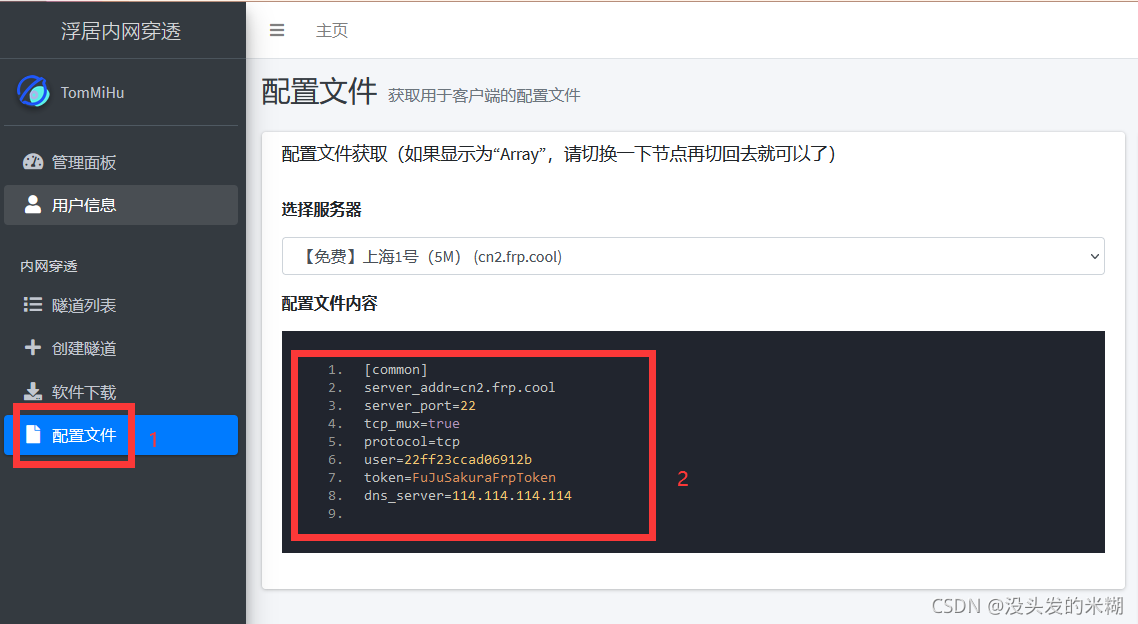 浮居内网穿透
主页
TomMiHu
管理面板
用户信息
内网穿透
隧道列表
创建隧道
软件下载
配置文件
1
配置文件 获取用于客户端的配置文件
配置文件获取（如果显示为“Array”，请切换一下节点再切回去就可以了）
选择服务器
【免费】上海1号（5M） (cn2.frp.cool)
配置文件内容
1. [common]
2. server_addr=cn2.frp.cool
3. server_port=22
4. tcp_mux=true
5. protocol=tcp
6. user=22ff23ccad06912b
7. token=FuJuSakuraFrpToken
8. dns_server=114.114.114.114
9.
2
CSDN @没头发的米糊